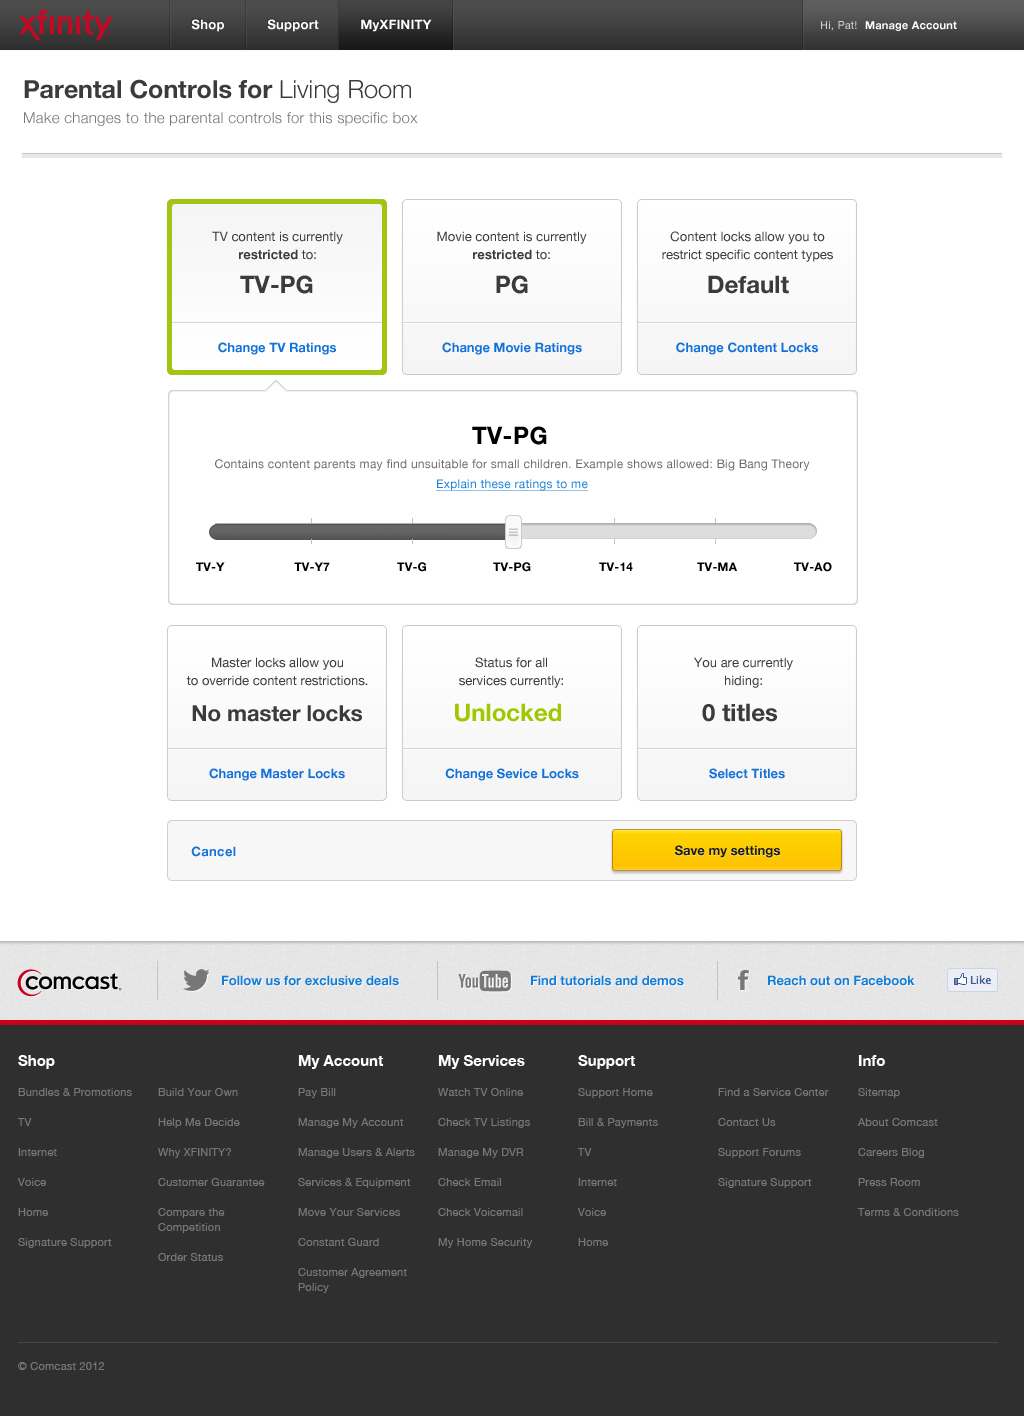 xfinity
Shop
Support
MyXFINITY
Hi, Pat! Manage Account
Parental Controls for Living Room
Make changes to the parental controls for this specific box
TV content is currently
restricted to:
TV-PG
Change TV Ratings
Movie content is currently
restricted to:
PG
Change Movie Ratings
Content locks allow you to
restrict specific content types
Default
Change Content Locks
TV-PG
Contains content parents may find unsuitable for small children. Example shows allowed: Big Bang Theory
Explain these ratings to me
TV-Y
TV-Y7
TV-G
TV-PG
TV-14
TV-MA
TV-AO
Master locks allow you
to override content restrictions.
No master locks
Change Master Locks
Status for all
services currently:
Unlocked
Change Sevice Locks
You are currently
hiding:
0 titles
Select Titles
Cancel
Save my settings
comcast.
Follow us for exclusive deals
YouTube
Find tutorials and demos
f
Reach out on Facebook
Like
Shop
Bundles & Promotions
TV
Internet
Voice
Home
Signature Support
Build Your Own
Help Me Decide
Why XFINITY?
Customer Guarantee
Compare the
Competition
Order Status
My Account
Pay Bill
Manage My Account
Manage Users & Alerts
Services & Equipment
Move Your Services
Constant Guard
Customer Agreement
Policy
My Services
Watch TV Online
Check TV Listings
Manage My DVR
Check Email
Check Voicemail
My Home Security
Support
Support Home
Bill & Payments
TV
Internet
Voice
Home
Find a Service Center
Contact Us
Support Forums
Signature Support
Info
Sitemap
About Comcast
Careers Blog
Press Room
Terms & Conditions
© Comcast 2012